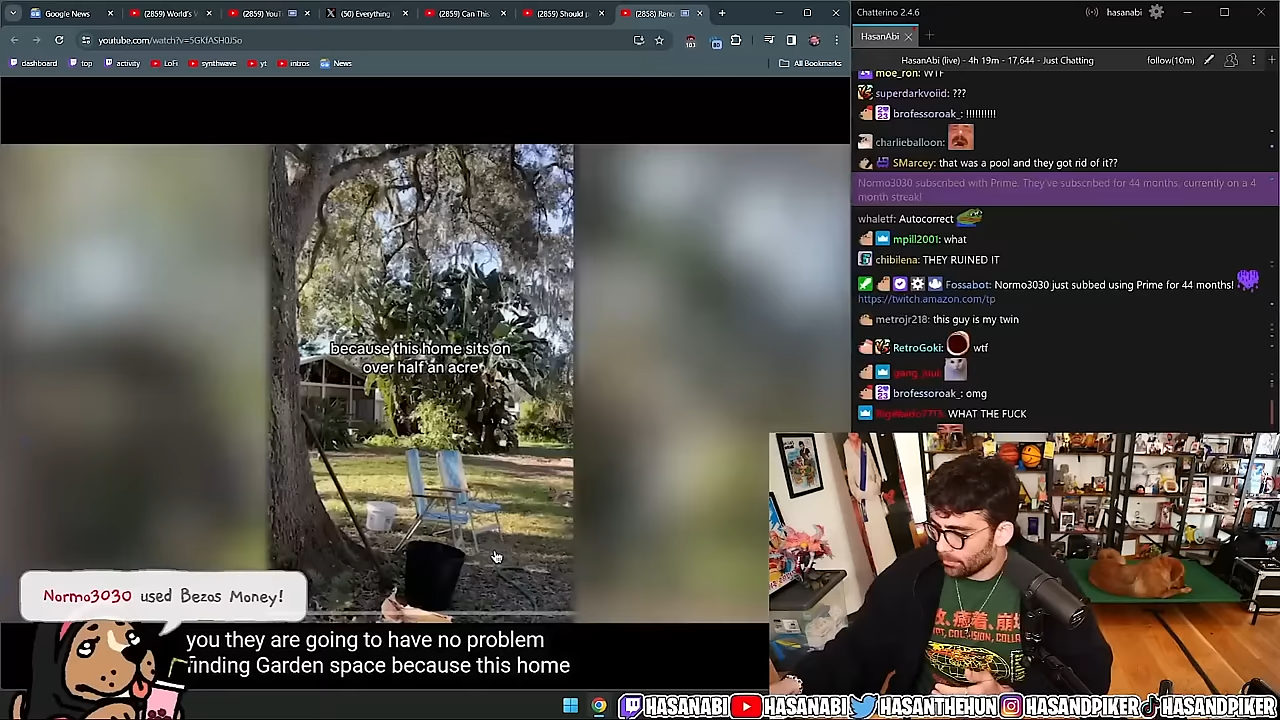 Google News
(2859) World's
(2859) YouT
(50) Everything
(2859) Can This
(2859) Should p
(2858) Reno
youtube.com/watch?v=5GKfASH0J5o
dashboard
top
activity
LoFi
synthwave
yt
intros
News
All Bookmarks
because this home sits on
over half an acre
you they are going to have no problem
finding Garden space because this home
Normo3030 used Bezos Money!
Chatterino 2.4.6
hasanabi
HasanAbi
HasanAbi (live) - 4h 19m - 17,644 - Just Chatting
follow(10m)
moe_ron: WTF
superdarkvoiid: ???
brofessoroak_: !!!!!!!!!!
charlieballoon:
SMarcey: that was a pool and they got rid of it??
Normo3030 subscribed with Prime. They've subscribed for 44 months, currently on a 4
month streak!
whaletf: Autocorrect
mpill2001: what
chibilena: THEY RUINED IT
Fossabot: Normo3030 just subbed using Prime for 44 months!
https://twitch.amazon.com/tp
metrojr218: this guy is my twin
RetroGoki: wtf
brofessoroak_: omg
WHAT THE FUCK
HASANABI
HASANABI
HASANTHEHUN
HASANDPIKER
HASANDPIKER